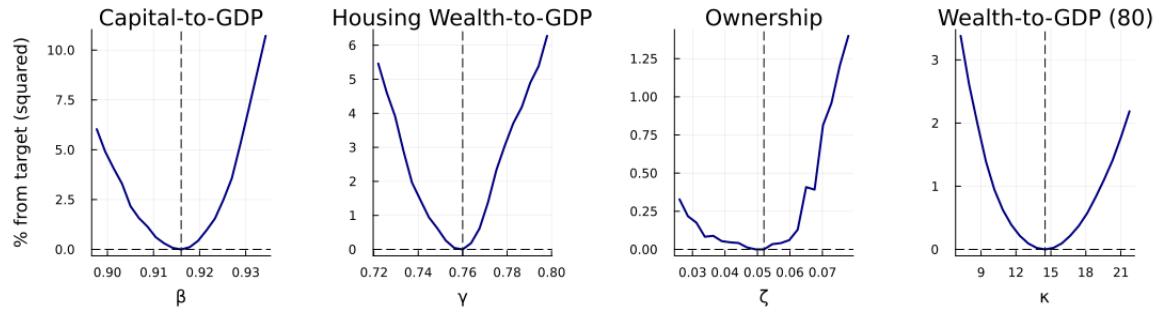 Capital-to-GDP
Housing Wealth-to-GDP
Ownership
Wealth-to-GDP (80)
% from target (squared)
10.0
7.5
5.0
2.5
0.0
0.90 0.91 0.92 0.93
β
6
5
4
3
2
1
0
0.72 0.74 0.76 0.78 0.80
γ
1.25
1.00
0.75
0.50
0.25
0.00
0.03 0.04 0.05 0.06 0.07
ζ
3
2
1
0
9 12 15 18 21
κ